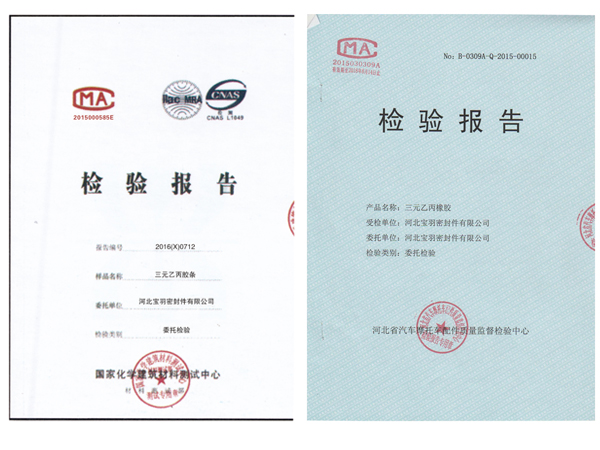 MA
2015000585E
ilac-MRA
CNAS
CNAS L1849
检验报告
报告编号 2016(X)0712
样品名称 三元乙丙胶条
委托单位 河北宝羽密封件有限公司
检验类别 委托检验
国家化学建筑材料测试中心
MA
2015030309A
No: B-0309A-Q-2015-00015
检验报告
产品名称: 三元乙丙橡胶
受检单位: 河北宝羽密封件有限公司
委托单位: 河北宝羽密封件有限公司
检验类别: 委托检验
河北省汽车摩托车配件质量监督检验中心